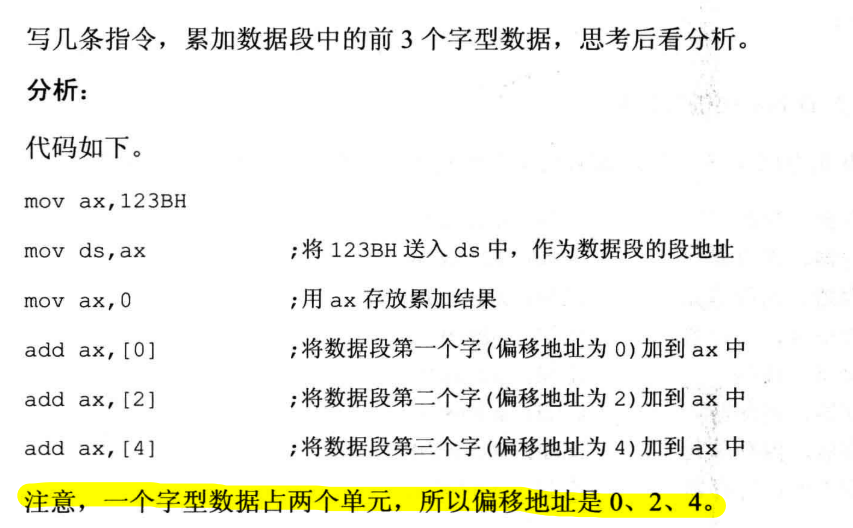 写几条指令，累加数据段中的前 3 个字型数据，思考后看分析。
分析：
代码如下。
mov ax,123BH
mov ds,ax ;将 123BH 送入 ds 中，作为数据段的段地址
mov ax,0 ;用 ax 存放累加结果
add ax,[0] ;将数据段第一个字(偏移地址为 0)加到 ax 中
add ax,[2] ;将数据段第二个字(偏移地址为 2)加到 ax 中
add ax,[4] ;将数据段第三个字(偏移地址为 4)加到 ax 中
注意，一个字型数据占两个单元，所以偏移地址是 0、2、4。